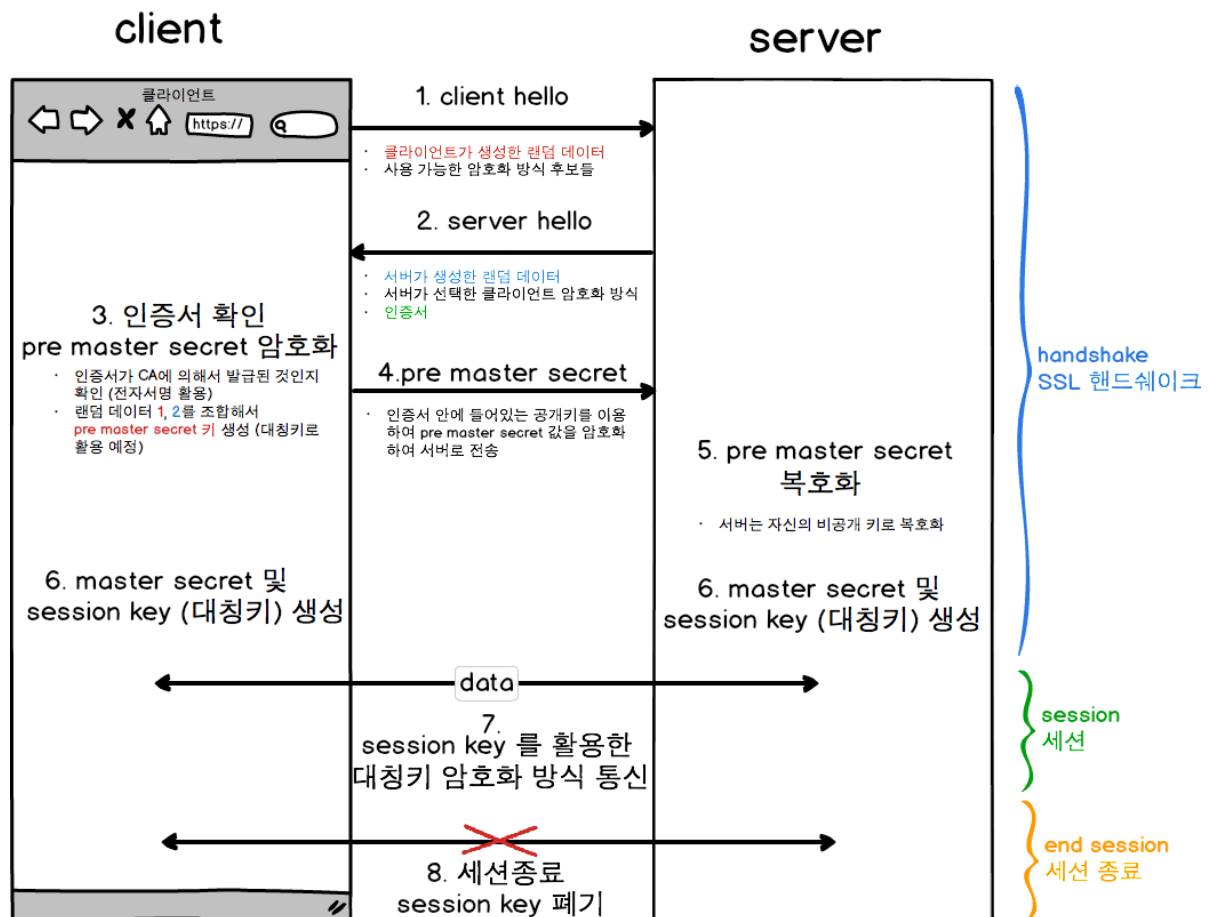 client
server
클라이언트
https://
1. client hello
· 클라이언트가 생성한 랜덤 데이터
· 사용 가능한 암호화 방식 후보들
2. server hello
· 서버가 생성한 랜덤 데이터
· 서버가 선택한 클라이언트 암호화 방식
· 인증서
3. 인증서 확인
pre master secret 암호화
· 인증서가 CA에 의해서 발급된 것인지
확인 (전자서명 활용)
· 랜덤 데이터 1, 2를 조합해서
pre master secret 키 생성 (대칭키로
활용 예정)
4.pre master secret
· 인증서 안에 들어있는 공개키를 이용
하여 pre master secret 값을 암호화
하여 서버로 전송
5. pre master secret
복호화
· 서버는 자신의 비공개 키로 복호화
6. master secret 및
session key (대칭키) 생성
6. master secret 및
session key (대칭키) 생성
handshake
SSL 핸드쉐이크
data
7.
session key 를 활용한
대칭키 암호화 방식 통신
session
세션
8. 세션종료
session key 폐기
end session
세션 종료